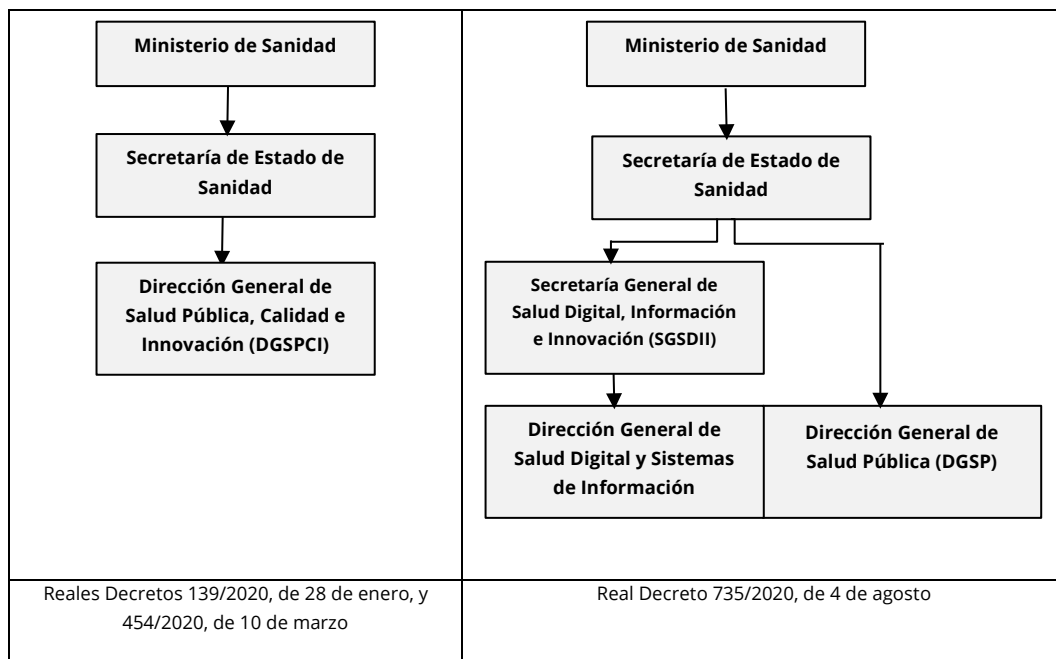 Ministerio de Sanidad
Secretaría de Estado de
Sanidad
Dirección General de
Salud Pública, Calidad e
Innovación (DGSPCI)
Reales Decretos 139/2020, de 28 de enero, y
454/2020, de 10 de marzo
Ministerio de Sanidad
Secretaría de Estado de
Sanidad
Secretaría General de
Salud Digital, Información
e Innovación (SGSDII)
Dirección General de
Salud Digital y Sistemas
de Información
Dirección General de
Salud Pública (DGSP)
Real Decreto 735/2020, de 4 de agosto